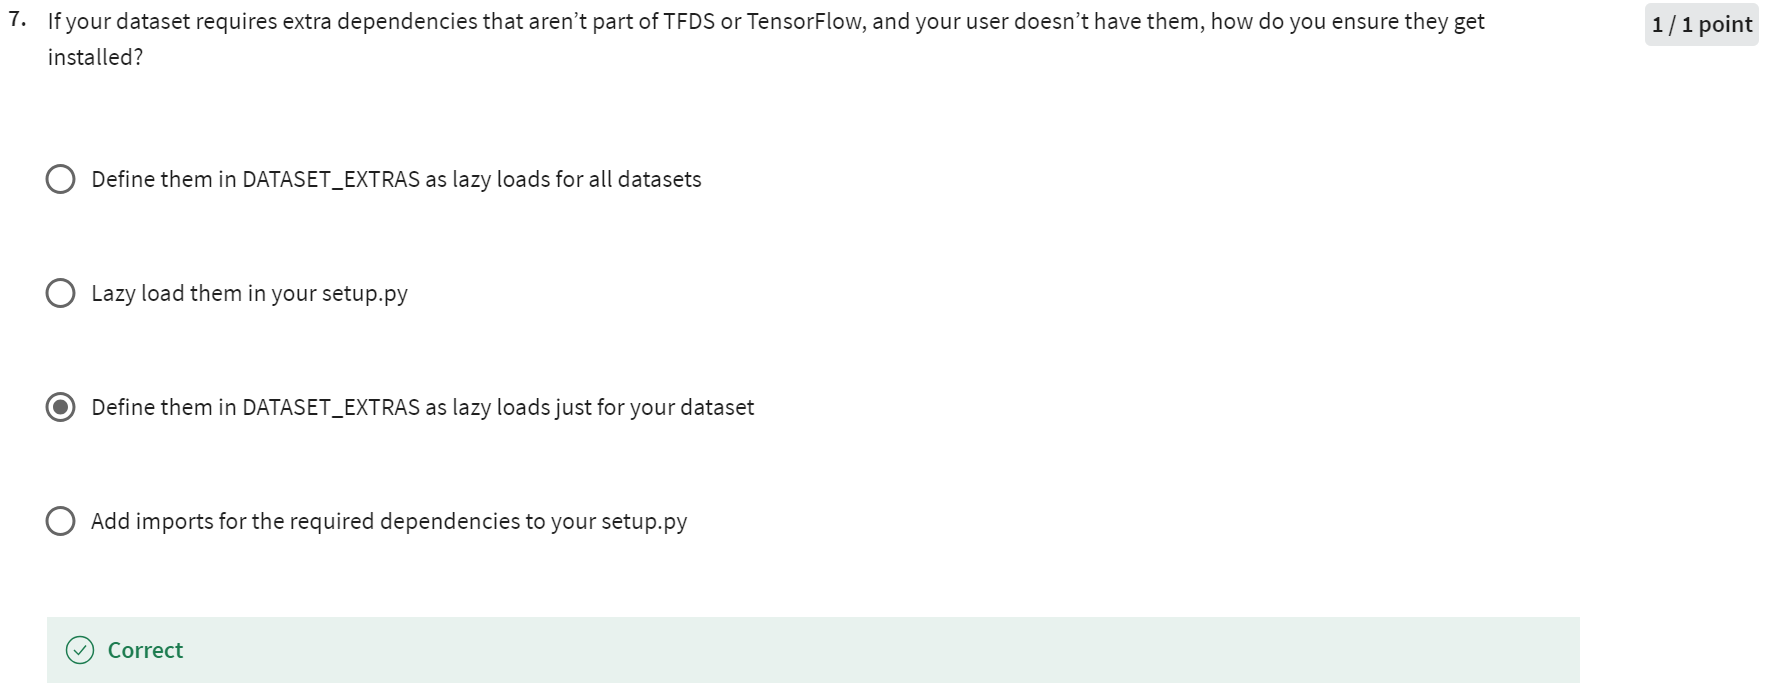 7. If your dataset requires extra dependencies that aren’t part of TFDS or TensorFlow, and your user doesn’t have them, how do you ensure they get
installed?
1 / 1 point
Define them in DATASET_EXTRAS as lazy loads for all datasets
Lazy load them in your setup.py
Define them in DATASET_EXTRAS as lazy loads just for your dataset
Add imports for the required dependencies to your setup.py
Correct